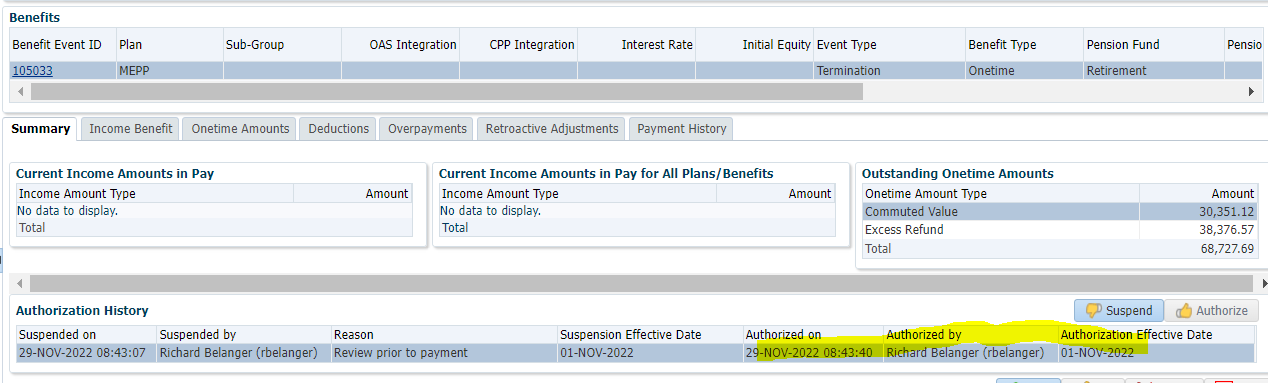 Benefits
Benefit Event ID Plan Sub-Group OAS Integration CPP Integration Interest Rate Initial Equity Event Type Benefit Type Pension Fund Pensio
105033 MEPP Termination Onetime Retirement
Summary Income Benefit Onetime Amounts Deductions Overpayments Retroactive Adjustments Payment History
Current Income Amounts in Pay Current Income Amounts in Pay for All Plans/Benefits Outstanding Onetime Amounts
Income Amount Type Amount Income Amount Type Amount Onetime Amount Type Amount
No data to display. No data to display. Commuted Value 30,351.12
Excess Refund 38,376.57
Total Total Total 68,727.69
Authorization History Suspend Authorize
Suspended on Suspended by Reason Suspension Effective Date Authorized on Authorized by Authorization Effective Date
29-NOV-2022 08:43:07 Richard Belanger (rbelanger) Review prior to payment 01-NOV-2022 29-NOV-2022 08:43:40 Richard Belanger (rbelanger) 01-NOV-2022